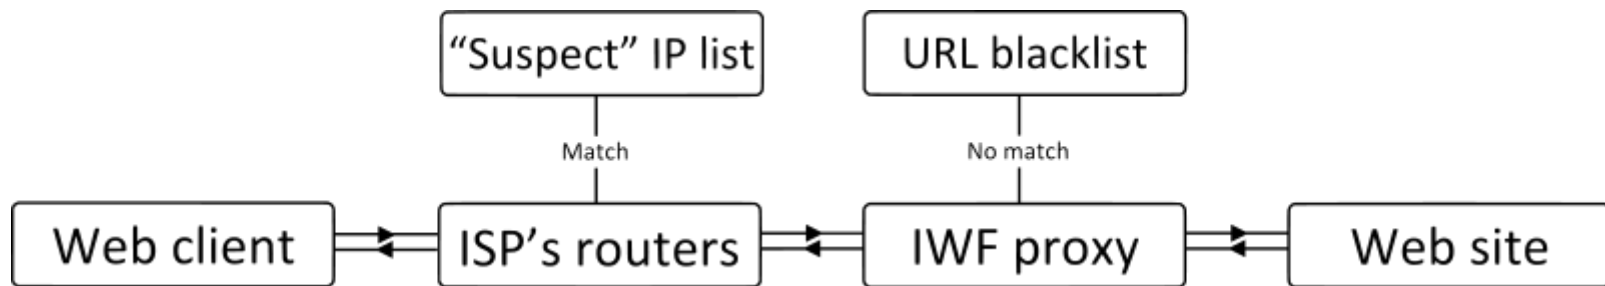 “Suspect” IP list
URL blacklist
Match
No match
Web client
ISP’s routers
IWF proxy
Web site